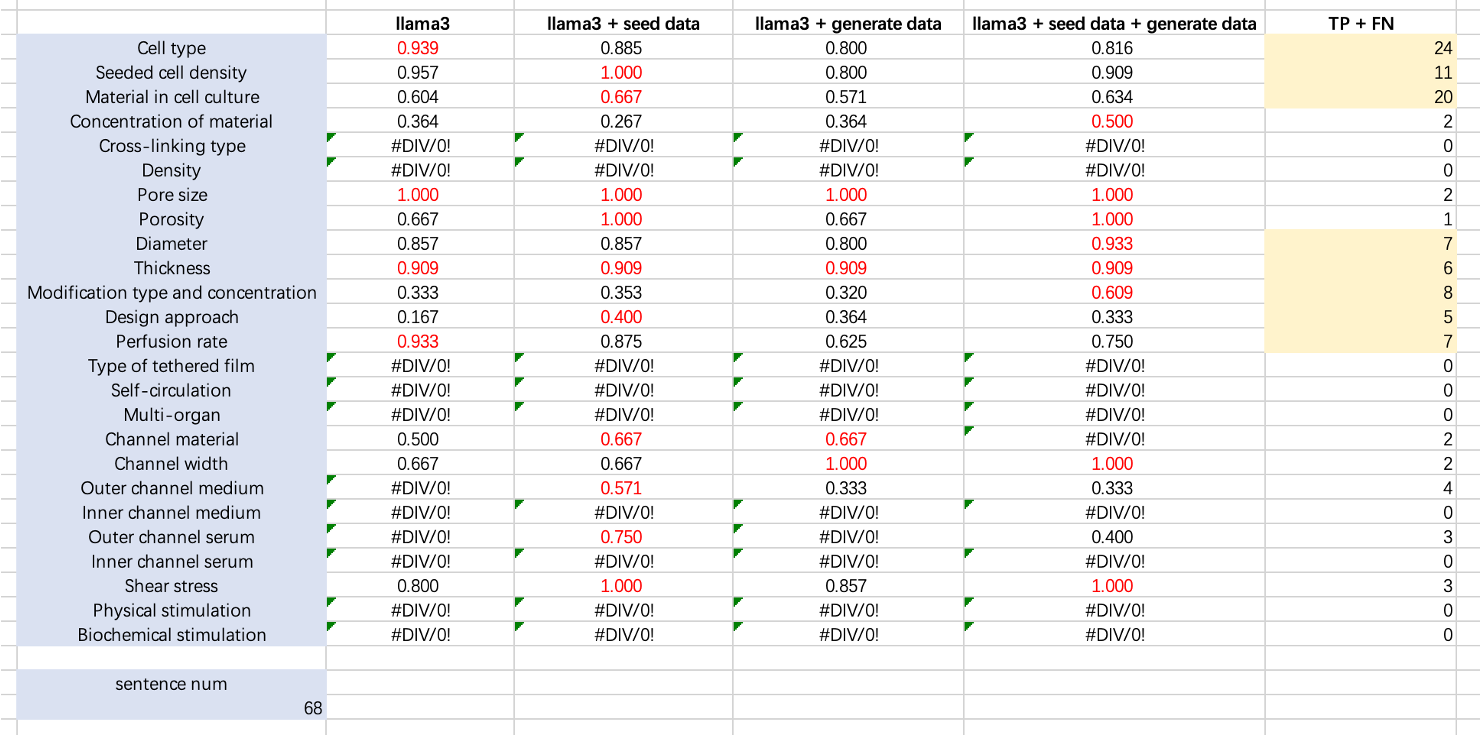 llama3 llama3 + seed data llama3 + generate data llama3 + seed data + generate data TP + FN
Cell type 0.939 0.885 0.800 0.816 24
Seeded cell density 0.957 1.000 0.800 0.909 11
Material in cell culture 0.604 0.667 0.571 0.634 20
Concentration of material 0.364 0.267 0.364 0.500 2
Cross-linking type #DIV/0! #DIV/0! #DIV/0! #DIV/0! 0
Density #DIV/0! #DIV/0! #DIV/0! #DIV/0! 0
Pore size 1.000 1.000 1.000 1.000 2
Porosity 0.667 1.000 0.667 1.000 1
Diameter 0.857 0.857 0.800 0.933 7
Thickness 0.909 0.909 0.909 0.909 6
Modification type and concentration 0.333 0.353 0.320 0.609 8
Design approach 0.167 0.400 0.364 0.333 5
Perfusion rate 0.933 0.875 0.625 0.750 7
Type of tethered film #DIV/0! #DIV/0! #DIV/0! #DIV/0! 0
Self-circulation #DIV/0! #DIV/0! #DIV/0! #DIV/0! 0
Multi-organ #DIV/0! #DIV/0! #DIV/0! #DIV/0! 0
Channel material 0.500 0.667 0.667 #DIV/0! 2
Channel width 0.667 0.667 1.000 1.000 2
Outer channel medium #DIV/0! 0.571 0.333 0.333 4
Inner channel medium #DIV/0! #DIV/0! #DIV/0! #DIV/0! 0
Outer channel serum #DIV/0! 0.750 #DIV/0! 0.400 3
Inner channel serum #DIV/0! #DIV/0! #DIV/0! #DIV/0! 0
Shear stress 0.800 1.000 0.857 1.000 3
Physical stimulation #DIV/0! #DIV/0! #DIV/0! #DIV/0! 0
Biochemical stimulation #DIV/0! #DIV/0! #DIV/0! #DIV/0! 0
sentence num
68